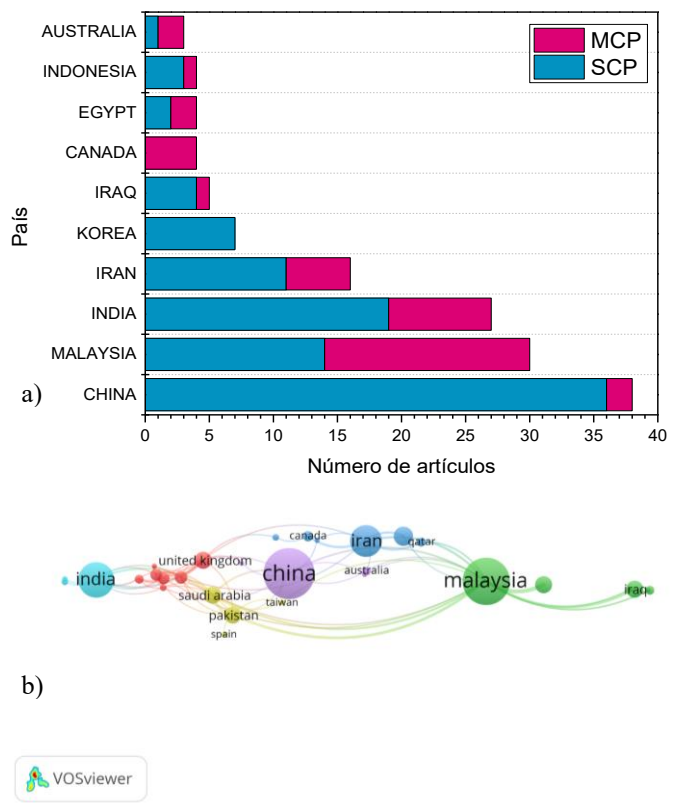 AUSTRALIA
INDONESIA
EGYPT
CANADA
IRAQ
KOREA
IRAN
INDIA
MALAYSIA
CHINA
País
MCP
SCP
0 5 10 15 20 25 30 35 40
Número de artículos
a)
canada
iran
qatar
united kingdom
india
china
australia
malaysia
saudi arabia
taiwan
iraq
pakistan
spain
b)
VOSviewer